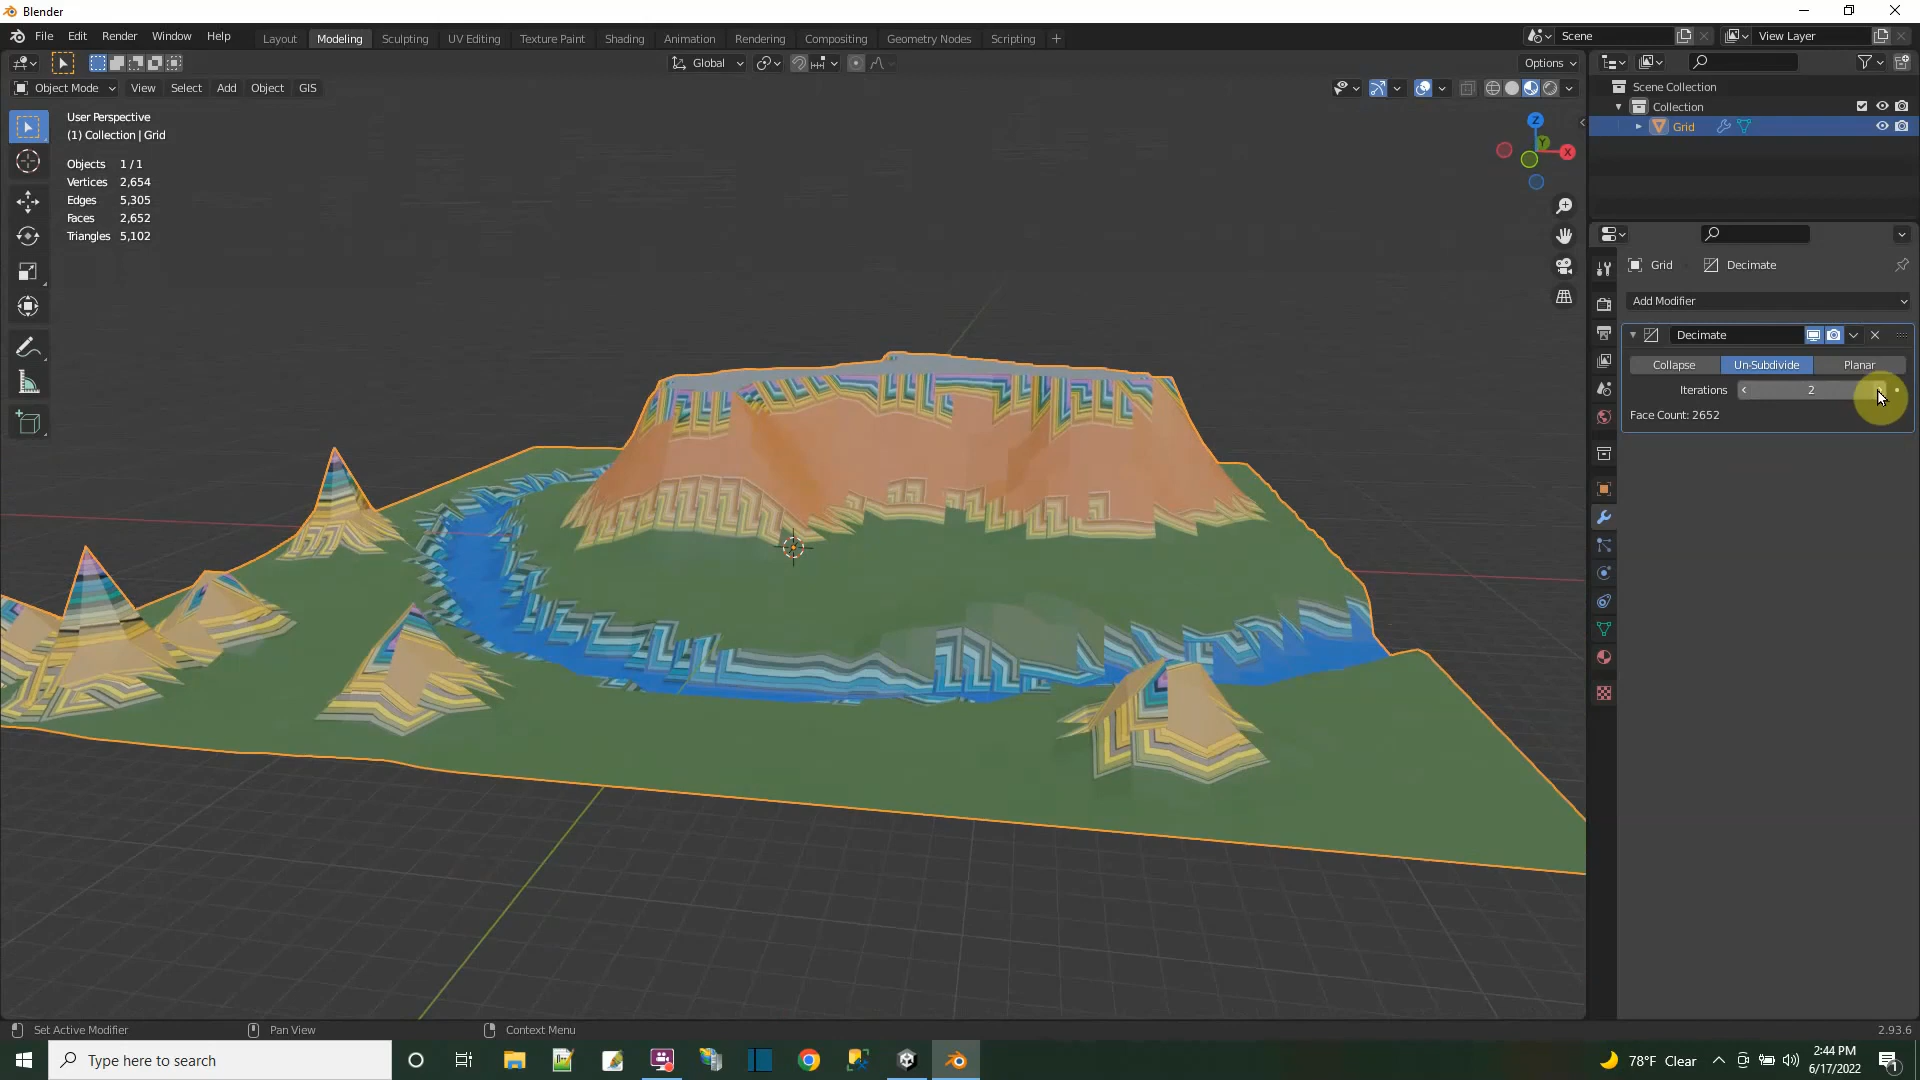 Blender
File Edit Render Window Help Layout Modeling Sculpting UV Editing Texture Paint Shading Animation Rendering Compositing Geometry Nodes Scripting + Scene View Layer
Global Options
Object Mode View Select Add Object GIS
User Perspective
(1) Collection | Grid
Objects 1 / 1
Vertices 2,654
Edges 5,305
Faces 2,652
Triangles 5,102
Z
Y
X
Scene Collection
Collection
Grid
Grid Decimate
Add Modifier
Decimate
Collapse Un-Subdivide Planar
Iterations 2
Face Count: 2652
Set Active Modifier Pan View Context Menu 2.93.6
Type here to search
78°F Clear
2:44 PM
6/17/2022
1